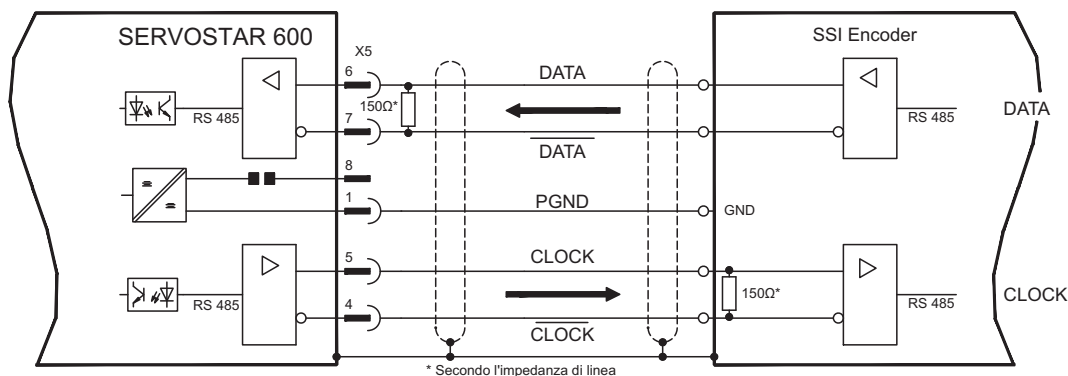 SERVOSTAR 600
X5
SSI Encoder
6
DATA
150Ω*
RS 485
7
DATA
RS 485
DATA
8
1
PGND
GND
5
CLOCK
150Ω*
RS 485
4
CLOCK
RS 485
CLOCK
* Secondo l'impedanza di linea